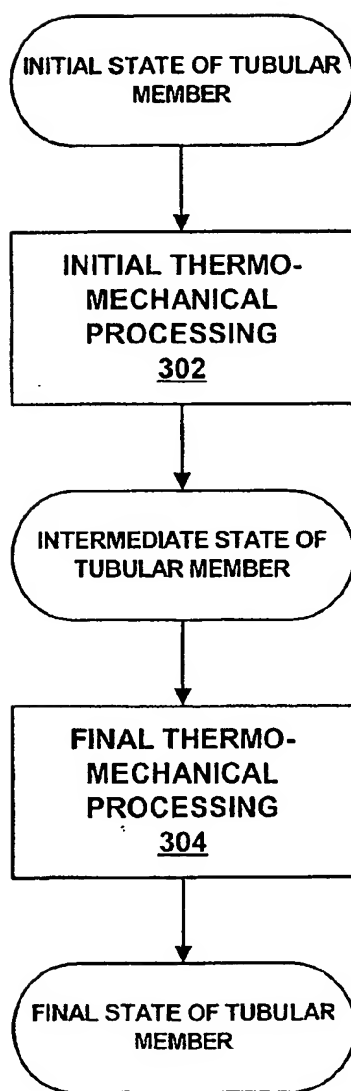 INITIAL STATE OF TUBULAR
MEMBER
INITIAL THERMO-
MECHANICAL
PROCESSING
302
INTERMEDIATE STATE OF
TUBULAR MEMBER
FINAL THERMO-
MECHANICAL
PROCESSING
304
FINAL STATE OF TUBULAR
MEMBER